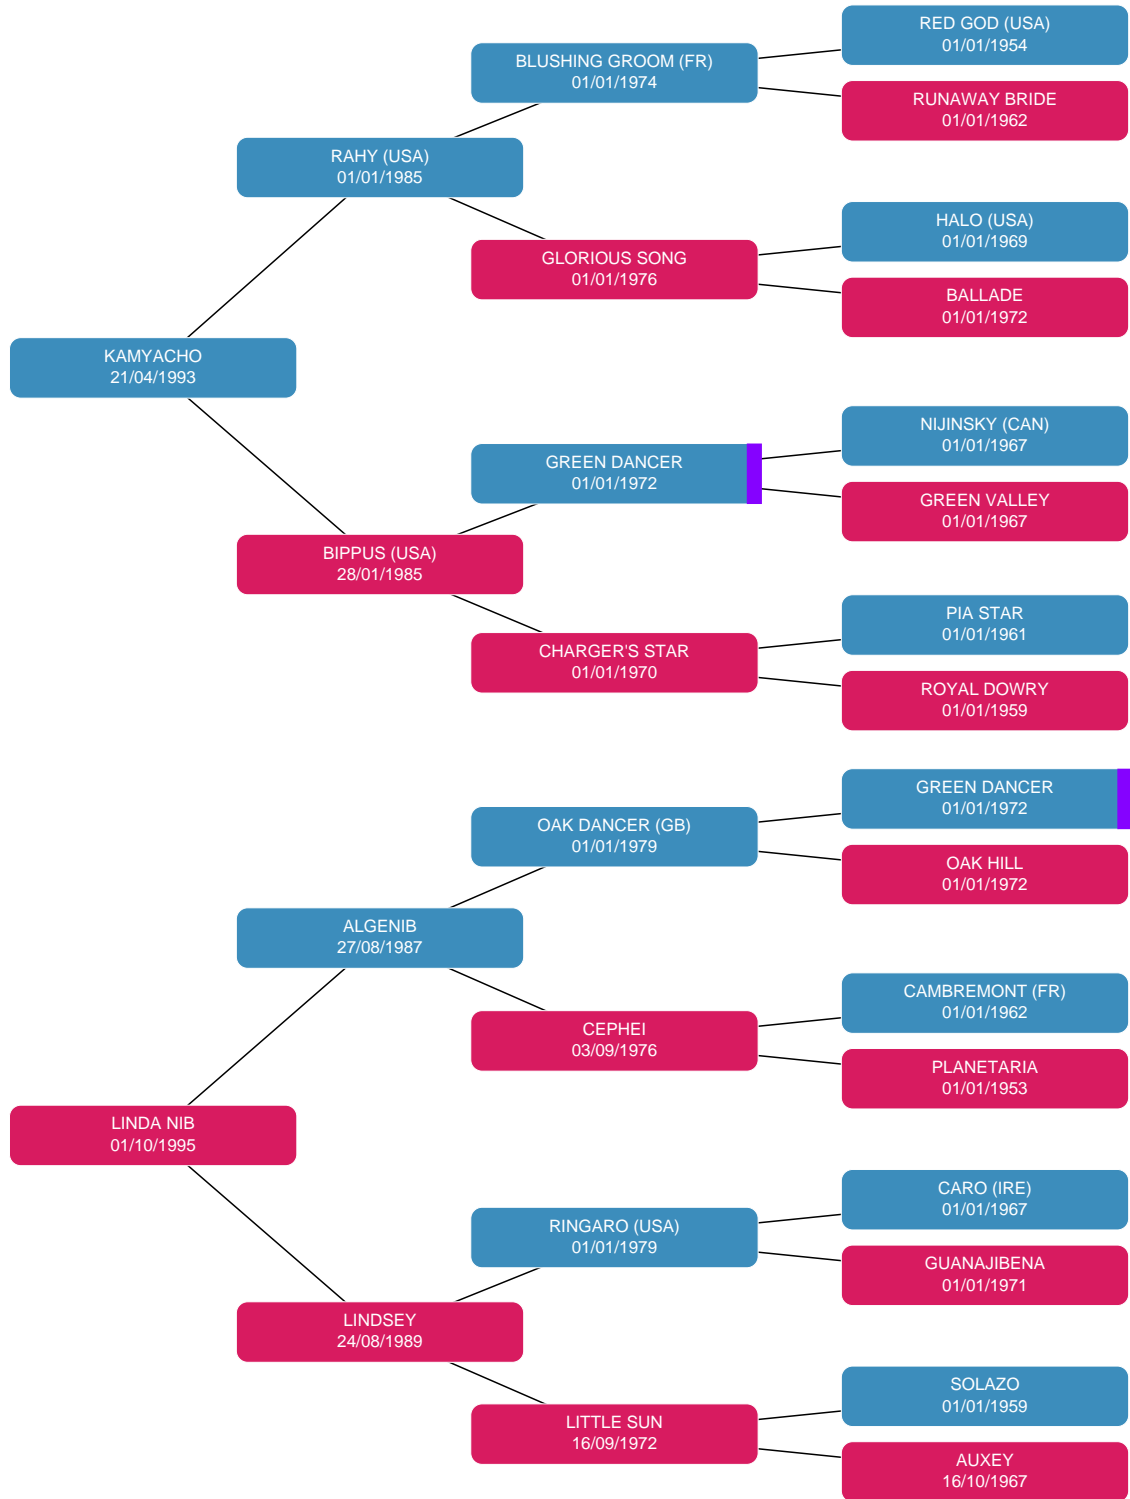 RED GOD (USA)
01/01/1954
BLUSHING GROOM (FR)
01/01/1974
RUNAWAY BRIDE
01/01/1962
RAHY (USA)
01/01/1985
HALO (USA)
01/01/1969
GLORIOUS SONG
01/01/1976
BALLADE
01/01/1972
KAMYACHO
21/04/1993
NIJINSKY (CAN)
01/01/1967
GREEN DANCER
01/01/1972
GREEN VALLEY
01/01/1967
BIPPUS (USA)
28/01/1985
PIA STAR
01/01/1961
CHARGER'S STAR
01/01/1970
ROYAL DOWRY
01/01/1959
GREEN DANCER
01/01/1972
OAK DANCER (GB)
01/01/1979
OAK HILL
01/01/1972
ALGENIB
27/08/1987
CAMBREMONT (FR)
01/01/1962
CEPHEI
03/09/1976
PLANETARIA
01/01/1953
LINDA NIB
01/10/1995
CARO (IRE)
01/01/1967
RINGARO (USA)
01/01/1979
GUANAJIBENA
01/01/1971
LINDSEY
24/08/1989
SOLAZO
01/01/1959
LITTLE SUN
16/09/1972
AUXEY
16/10/1967